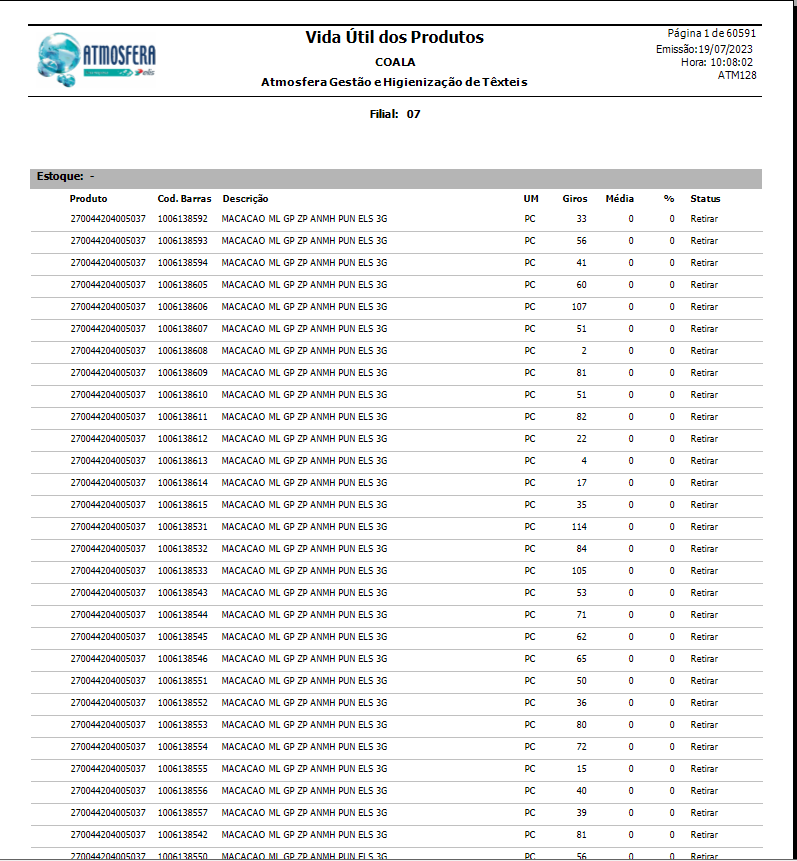 ATMOSFERA
elis
Vida Útil dos Produtos
COALA
Atmosfera Gestão e Higienização de Têxteis
Página 1 de 60591
Emissão:19/07/2023
Hora: 10:08:02
ATM128
Filial: 07
Estoque: -
Produto Cod. Barras Descrição UM Giros Média % Status
270044204005037 1006138592 MACACAO ML GP ZP ANMH PUN ELS 3G PC 33 0 0 Retirar
270044204005037 1006138593 MACACAO ML GP ZP ANMH PUN ELS 3G PC 56 0 0 Retirar
270044204005037 1006138594 MACACAO ML GP ZP ANMH PUN ELS 3G PC 41 0 0 Retirar
270044204005037 1006138605 MACACAO ML GP ZP ANMH PUN ELS 3G PC 60 0 0 Retirar
270044204005037 1006138606 MACACAO ML GP ZP ANMH PUN ELS 3G PC 107 0 0 Retirar
270044204005037 1006138607 MACACAO ML GP ZP ANMH PUN ELS 3G PC 51 0 0 Retirar
270044204005037 1006138608 MACACAO ML GP ZP ANMH PUN ELS 3G PC 2 0 0 Retirar
270044204005037 1006138609 MACACAO ML GP ZP ANMH PUN ELS 3G PC 81 0 0 Retirar
270044204005037 1006138610 MACACAO ML GP ZP ANMH PUN ELS 3G PC 51 0 0 Retirar
270044204005037 1006138611 MACACAO ML GP ZP ANMH PUN ELS 3G PC 82 0 0 Retirar
270044204005037 1006138612 MACACAO ML GP ZP ANMH PUN ELS 3G PC 22 0 0 Retirar
270044204005037 1006138613 MACACAO ML GP ZP ANMH PUN ELS 3G PC 4 0 0 Retirar
270044204005037 1006138614 MACACAO ML GP ZP ANMH PUN ELS 3G PC 17 0 0 Retirar
270044204005037 1006138615 MACACAO ML GP ZP ANMH PUN ELS 3G PC 35 0 0 Retirar
270044204005037 1006138531 MACACAO ML GP ZP ANMH PUN ELS 3G PC 114 0 0 Retirar
270044204005037 1006138532 MACACAO ML GP ZP ANMH PUN ELS 3G PC 84 0 0 Retirar
270044204005037 1006138533 MACACAO ML GP ZP ANMH PUN ELS 3G PC 105 0 0 Retirar
270044204005037 1006138543 MACACAO ML GP ZP ANMH PUN ELS 3G PC 53 0 0 Retirar
270044204005037 1006138544 MACACAO ML GP ZP ANMH PUN ELS 3G PC 71 0 0 Retirar
270044204005037 1006138545 MACACAO ML GP ZP ANMH PUN ELS 3G PC 62 0 0 Retirar
270044204005037 1006138546 MACACAO ML GP ZP ANMH PUN ELS 3G PC 65 0 0 Retirar
270044204005037 1006138551 MACACAO ML GP ZP ANMH PUN ELS 3G PC 50 0 0 Retirar
270044204005037 1006138552 MACACAO ML GP ZP ANMH PUN ELS 3G PC 36 0 0 Retirar
270044204005037 1006138553 MACACAO ML GP ZP ANMH PUN ELS 3G PC 80 0 0 Retirar
270044204005037 1006138554 MACACAO ML GP ZP ANMH PUN ELS 3G PC 72 0 0 Retirar
270044204005037 1006138555 MACACAO ML GP ZP ANMH PUN ELS 3G PC 15 0 0 Retirar
270044204005037 1006138556 MACACAO ML GP ZP ANMH PUN ELS 3G PC 40 0 0 Retirar
270044204005037 1006138557 MACACAO ML GP ZP ANMH PUN ELS 3G PC 39 0 0 Retirar
270044204005037 1006138542 MACACAO ML GP ZP ANMH PUN ELS 3G PC 81 0 0 Retirar
270044204005037 1006138550 MACACAO ML GP ZP ANMH PUN ELS 3G PC 56 0 0 Retirar